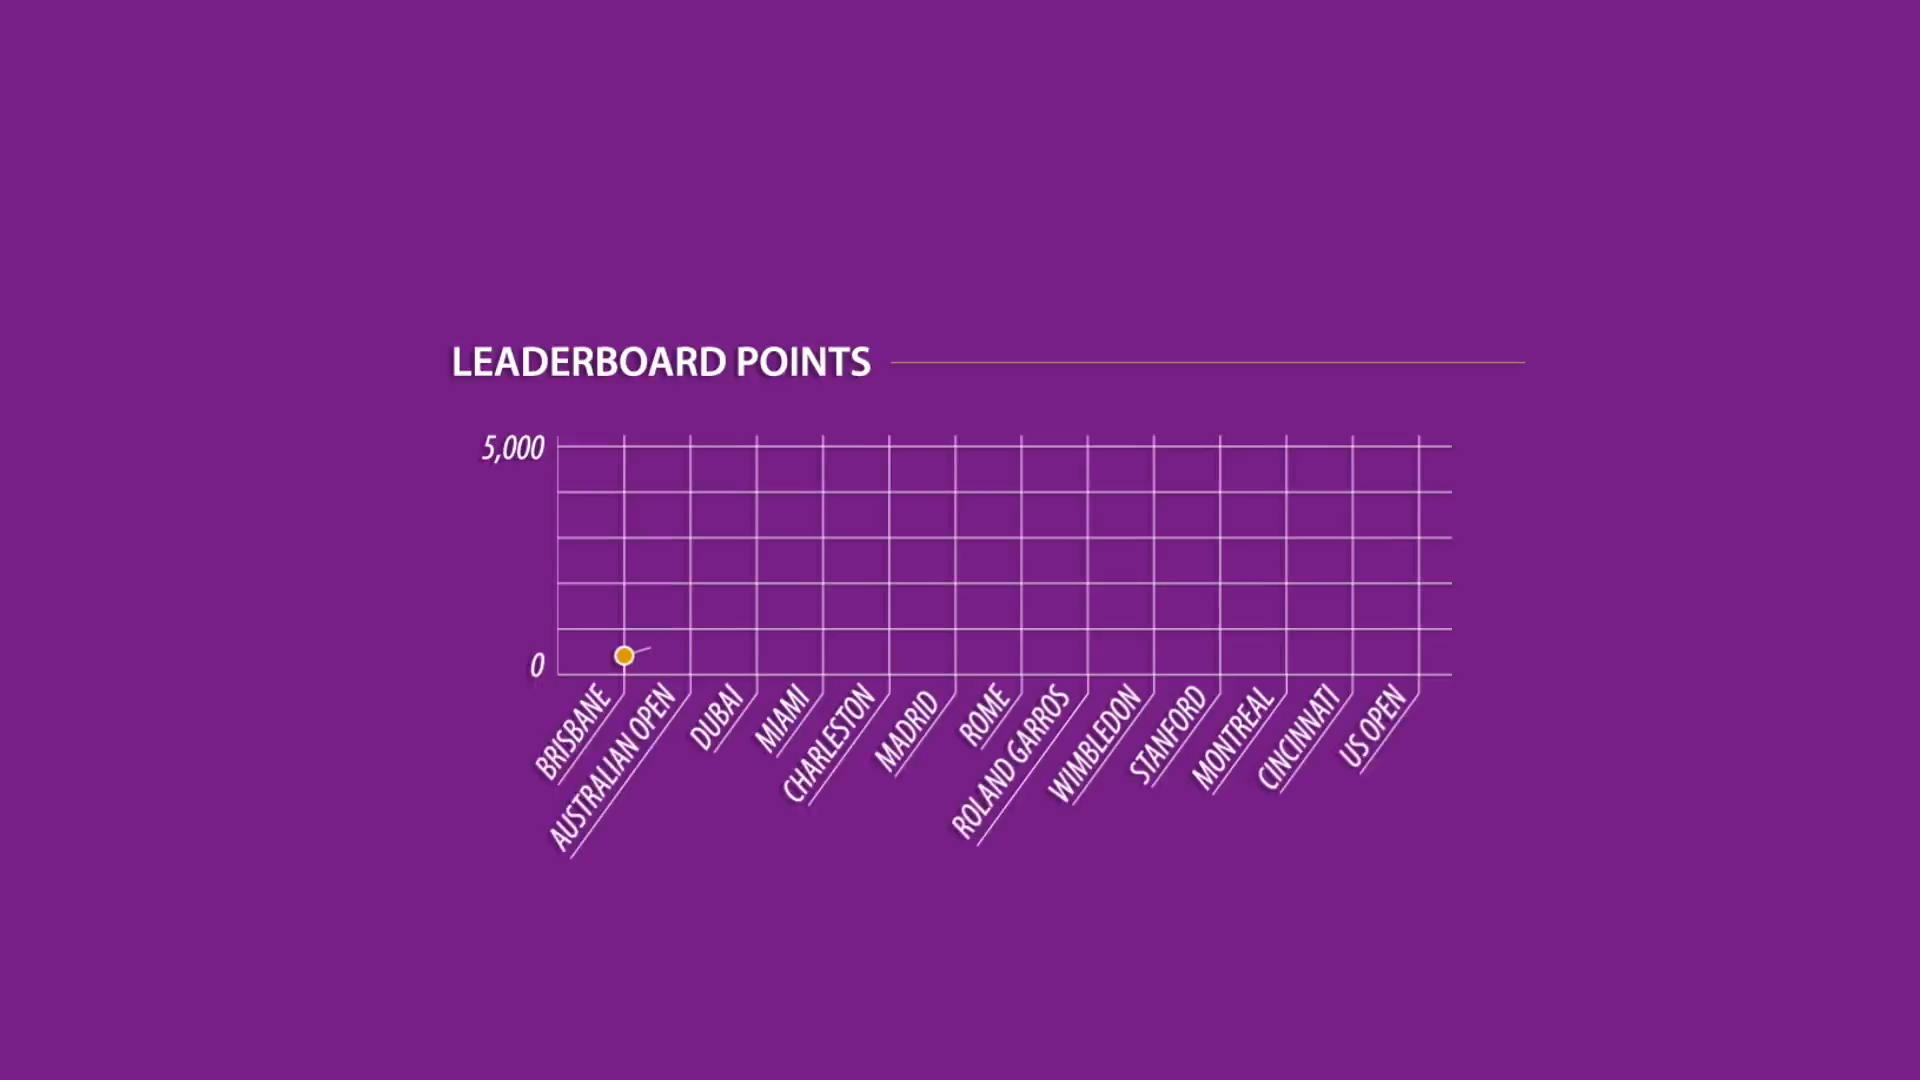 LEADERBOARD POINTS
5,000
0
BRISBANE
AUSTRALIAN OPEN
DUBAI
MIAMI
CHARLESTON
MADRID
ROME
ROLAND GARROS
WIMBLEDON
STANFORD
MONTREAL
CINCINNATI
US OPEN